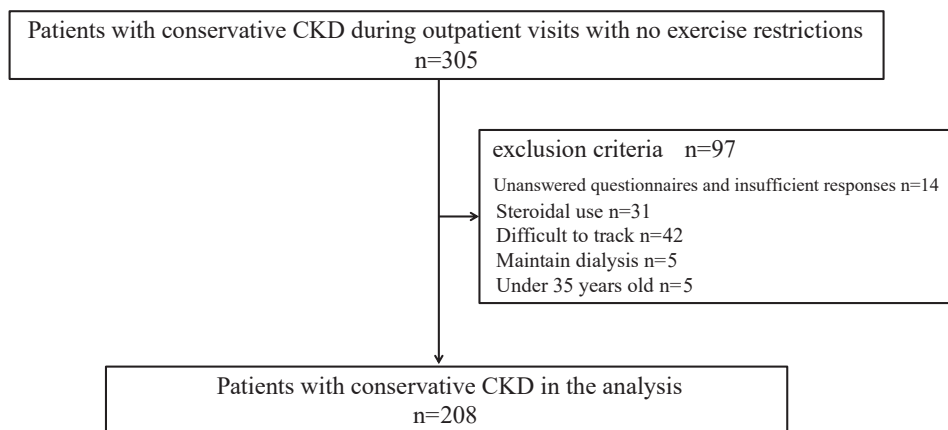 Patients with conservative CKD during outpatient visits with no exercise restrictions
n=305
exclusion criteria n=97
Unanswered questionnaires and insufficient responses n=14
Steroidal use n=31
Difficult to track n=42
Maintain dialysis n=5
Under 35 years old n=5
Patients with conservative CKD in the analysis
n=208